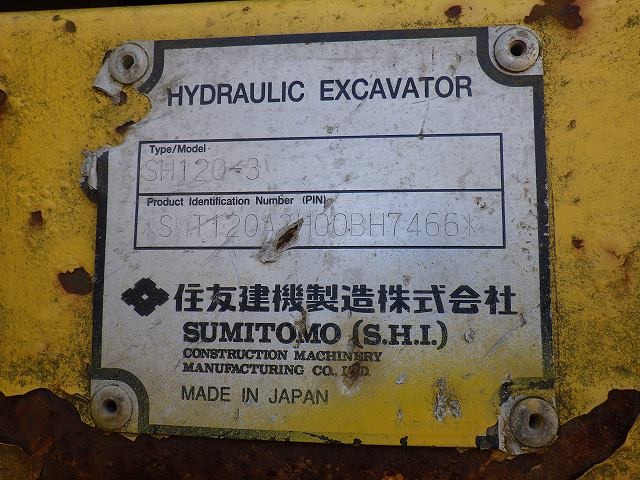 HYDRAULIC EXCAVATOR
Type/Model
SH120-3
Product Identification Number (PIN)
住友建機製造株式会社
SUMITOMO (S.H.I.)
CONSTRUCTION MACHINERY
MANUFACTURING CO., LTD.
MADE IN JAPAN